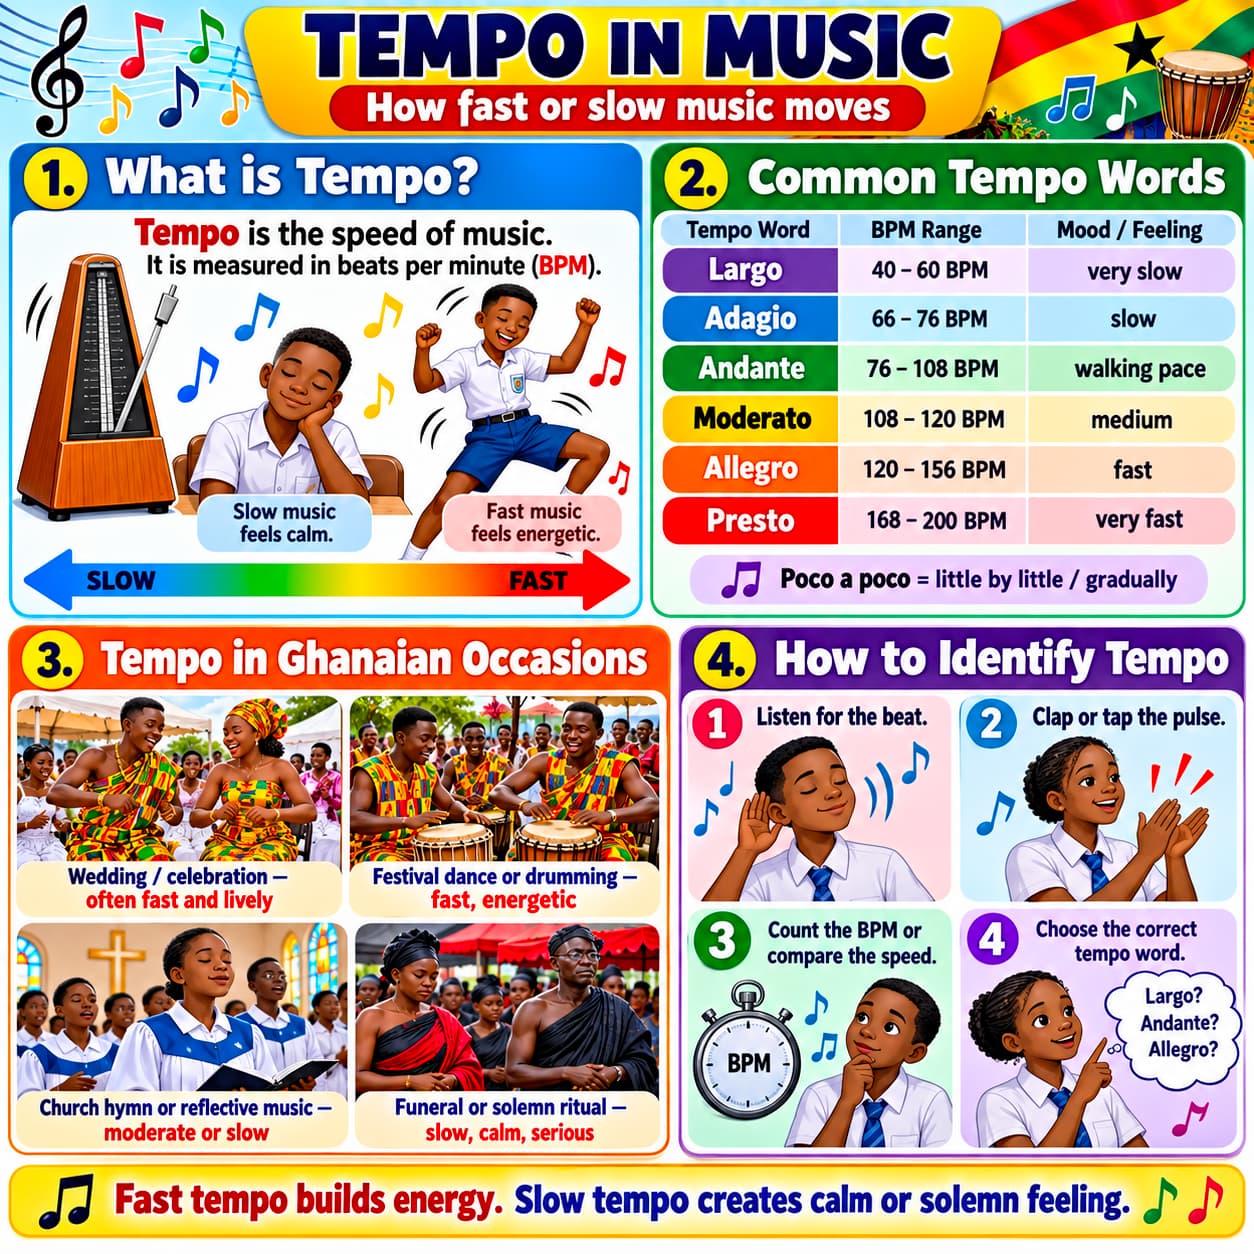 TEMPO IN MUSIC
How fast or slow music moves
1. What is Tempo?
Tempo is the speed of music.
It is measured in beats per minute (BPM).
Slow music
feels calm.
Fast music
feels energetic.
SLOW FAST
2. Common Tempo Words
Tempo Word BPM Range Mood / Feeling
Largo 40 – 60 BPM very slow
Adagio 66 – 76 BPM slow
Andante 76 – 108 BPM walking pace
Moderato 108 – 120 BPM medium
Allegro 120 – 156 BPM fast
Presto 168 – 200 BPM very fast
Poco a poco = little by little / gradually
3. Tempo in Ghanaian Occasions
Wedding / celebration —
often fast and lively
Festival dance or drumming —
fast, energetic
Church hymn or reflective music —
moderate or slow
Funeral or solemn ritual —
slow, calm, serious
4. How to Identify Tempo
1 Listen for the beat.
2 Clap or tap the pulse.
3 Count the BPM or
compare the speed.
BPM
4 Choose the correct
tempo word.
Largo?
Andante?
Allegro?
Fast tempo builds energy. Slow tempo creates calm or solemn feeling.